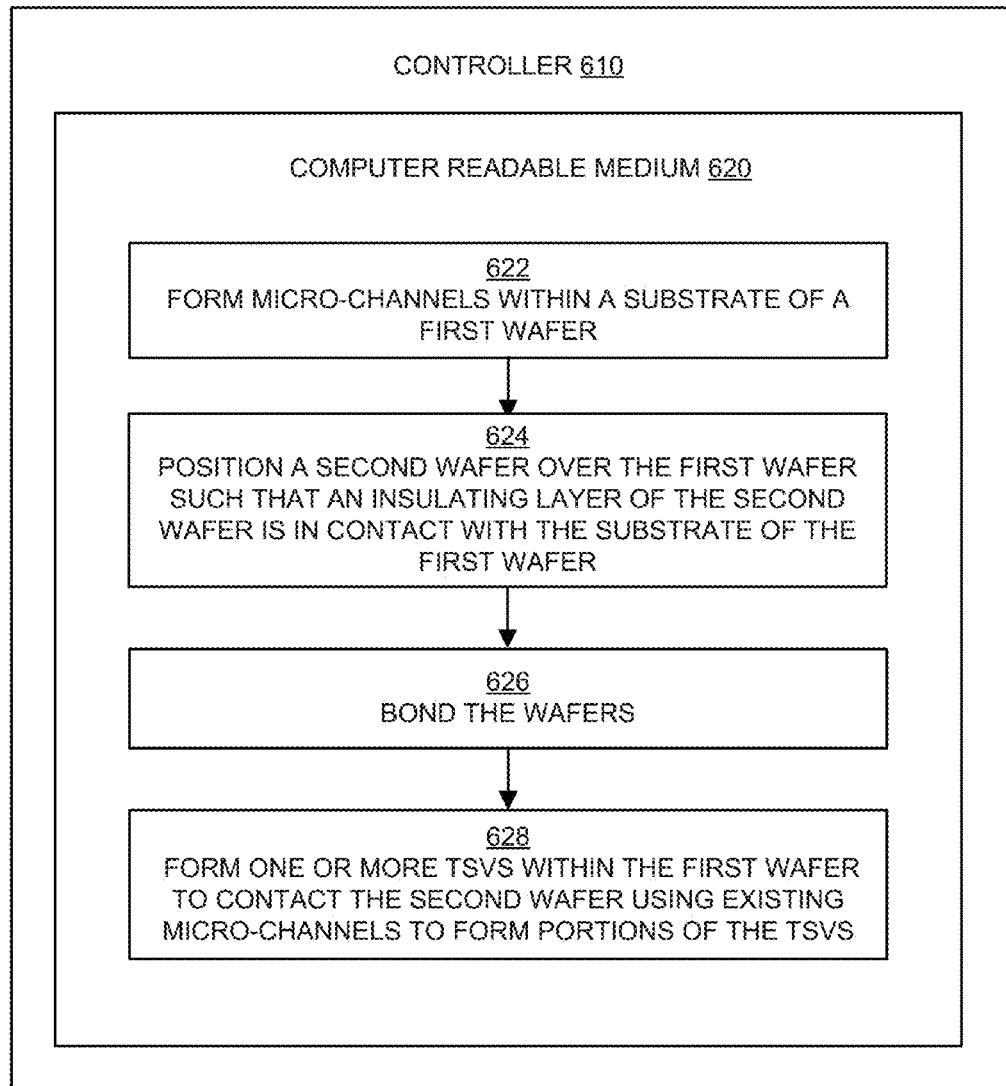 CONTROLLER 610
COMPUTER READABLE MEDIUM 620
622
FORM MICRO-CHANNELS WITHIN A SUBSTRATE OF A
FIRST WAFER
624
POSITION A SECOND WAFER OVER THE FIRST WAFER
SUCH THAT AN INSULATING LAYER OF THE SECOND
WAFER IS IN CONTACT WITH THE SUBSTRATE OF THE
FIRST WAFER
626
BOND THE WAFERS
628
FORM ONE OR MORE TSVS WITHIN THE FIRST WAFER
TO CONTACT THE SECOND WAFER USING EXISTING
MICRO-CHANNELS TO FORM PORTIONS OF THE TSVS